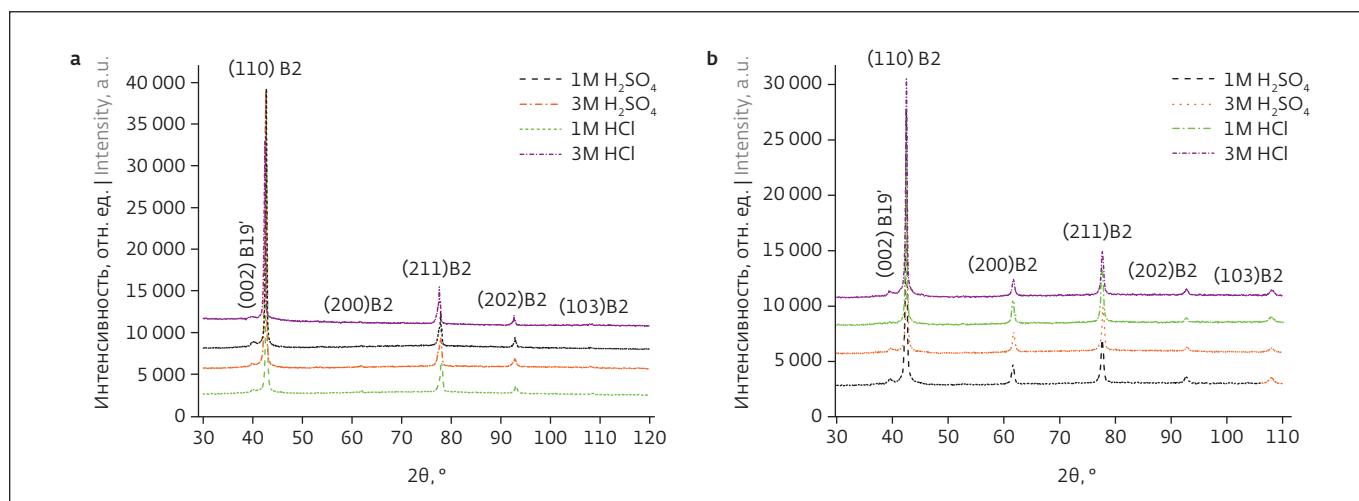 a
Интенсивность, отн. ед. | Intensity, a.u.
40 000
35 000
30 000
25 000
20 000
15 000
10 000
5 000
0
(110) B2
(002) B19'
(200)B2
(211)B2
(202)B2
(103)B2
1M H₂SO₄
3M H₂SO₄
1M HCl
3M HCl
30 40 50 60 70 80 90 100 110 120
2θ, °
b
Интенсивность, отн. ед. | Intensity, a.u.
30 000
25 000
20 000
15 000
10 000
5 000
0
(110) B2
(002) B19'
(200)B2
(211)B2
(202)B2
(103)B2
1M H₂SO₄
3M H₂SO₄
1M HCl
3M HCl
30 40 50 60 70 80 90 100 110
2θ, °